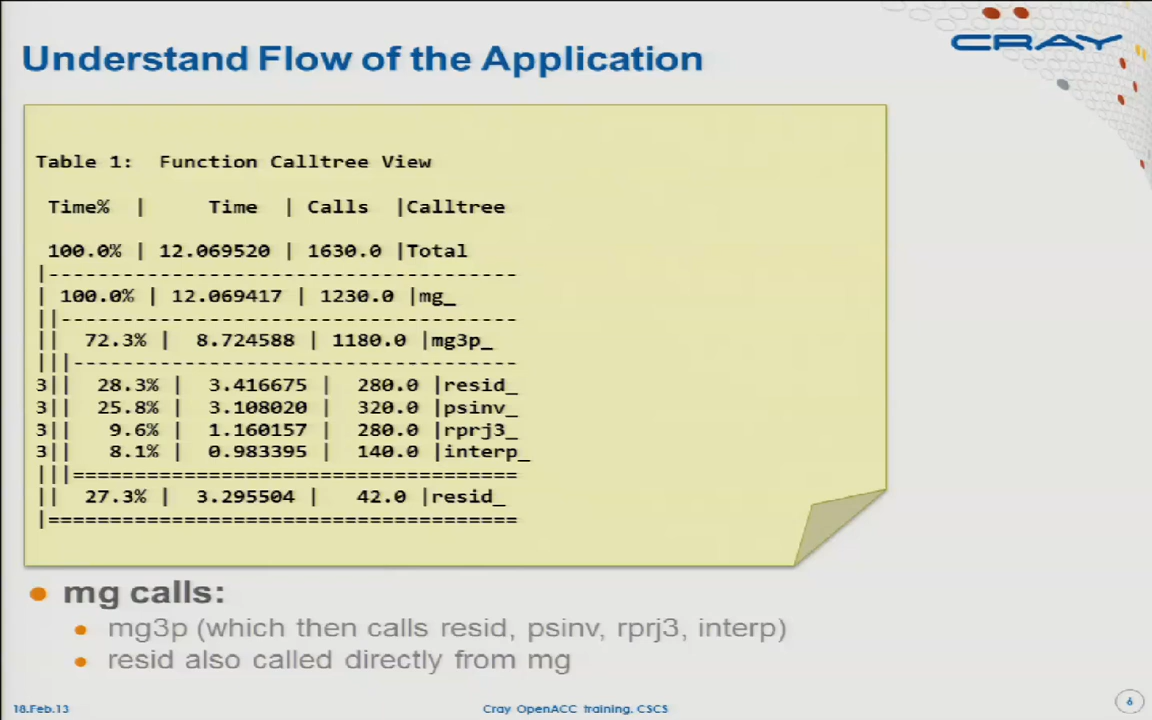 CRAY
Understand Flow of the Application
Table 1:  Function Calltree View
Time%  |     Time  | Calls  |Calltree
100.0% | 12.069520 | 1630.0 |Total
|--------------------------------------
| 100.0% | 12.069417 | 1230.0 |mg_
||-------------------------------------
||  72.3% |  8.724588 | 1180.0 |mg3p_
|||------------------------------------
3||  28.3% |  3.416675 |  280.0 |resid_
3||  25.8% |  3.108020 |  320.0 |psinv_
3||   9.6% |  1.160157 |  280.0 |rprj3_
3||   8.1% |  0.983395 |  140.0 |interp_
|||====================================
||  27.3% |  3.295504 |   42.0 |resid_
|======================================
• mg calls:
• mg3p (which then calls resid, psinv, rprj3, interp)
• resid also called directly from mg
18.Feb.13
Cray OpenACC training, CSCS
6